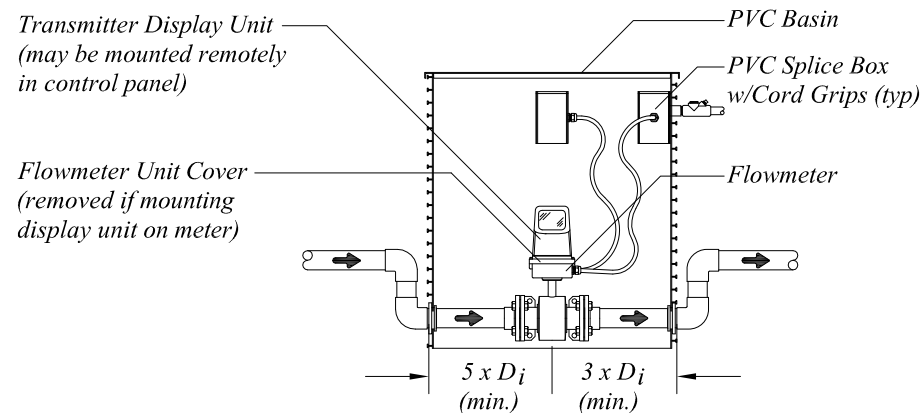 Transmitter Display Unit
(may be mounted remotely
in control panel)
Flowmeter Unit Cover
(removed if mounting
display unit on meter)
PVC Basin
PVC Splice Box
w/Cord Grips (typ)
Flowmeter
5 x Di
(min.)
3 x Di
(min.)